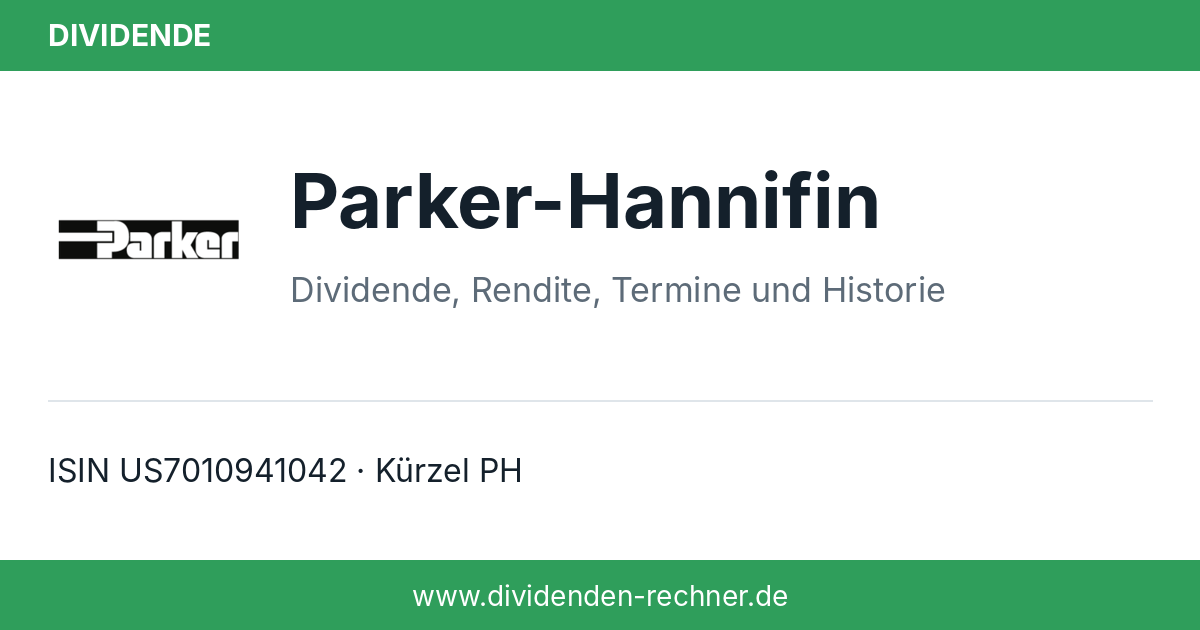 DIVIDENDE
Parker
Parker-Hannifin
Dividende, Rendite, Termine und Historie
ISIN US7010941042 · Kürzel PH
www.dividenden-rechner.de